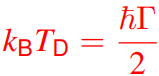 k_B T_D = ħΓ/2